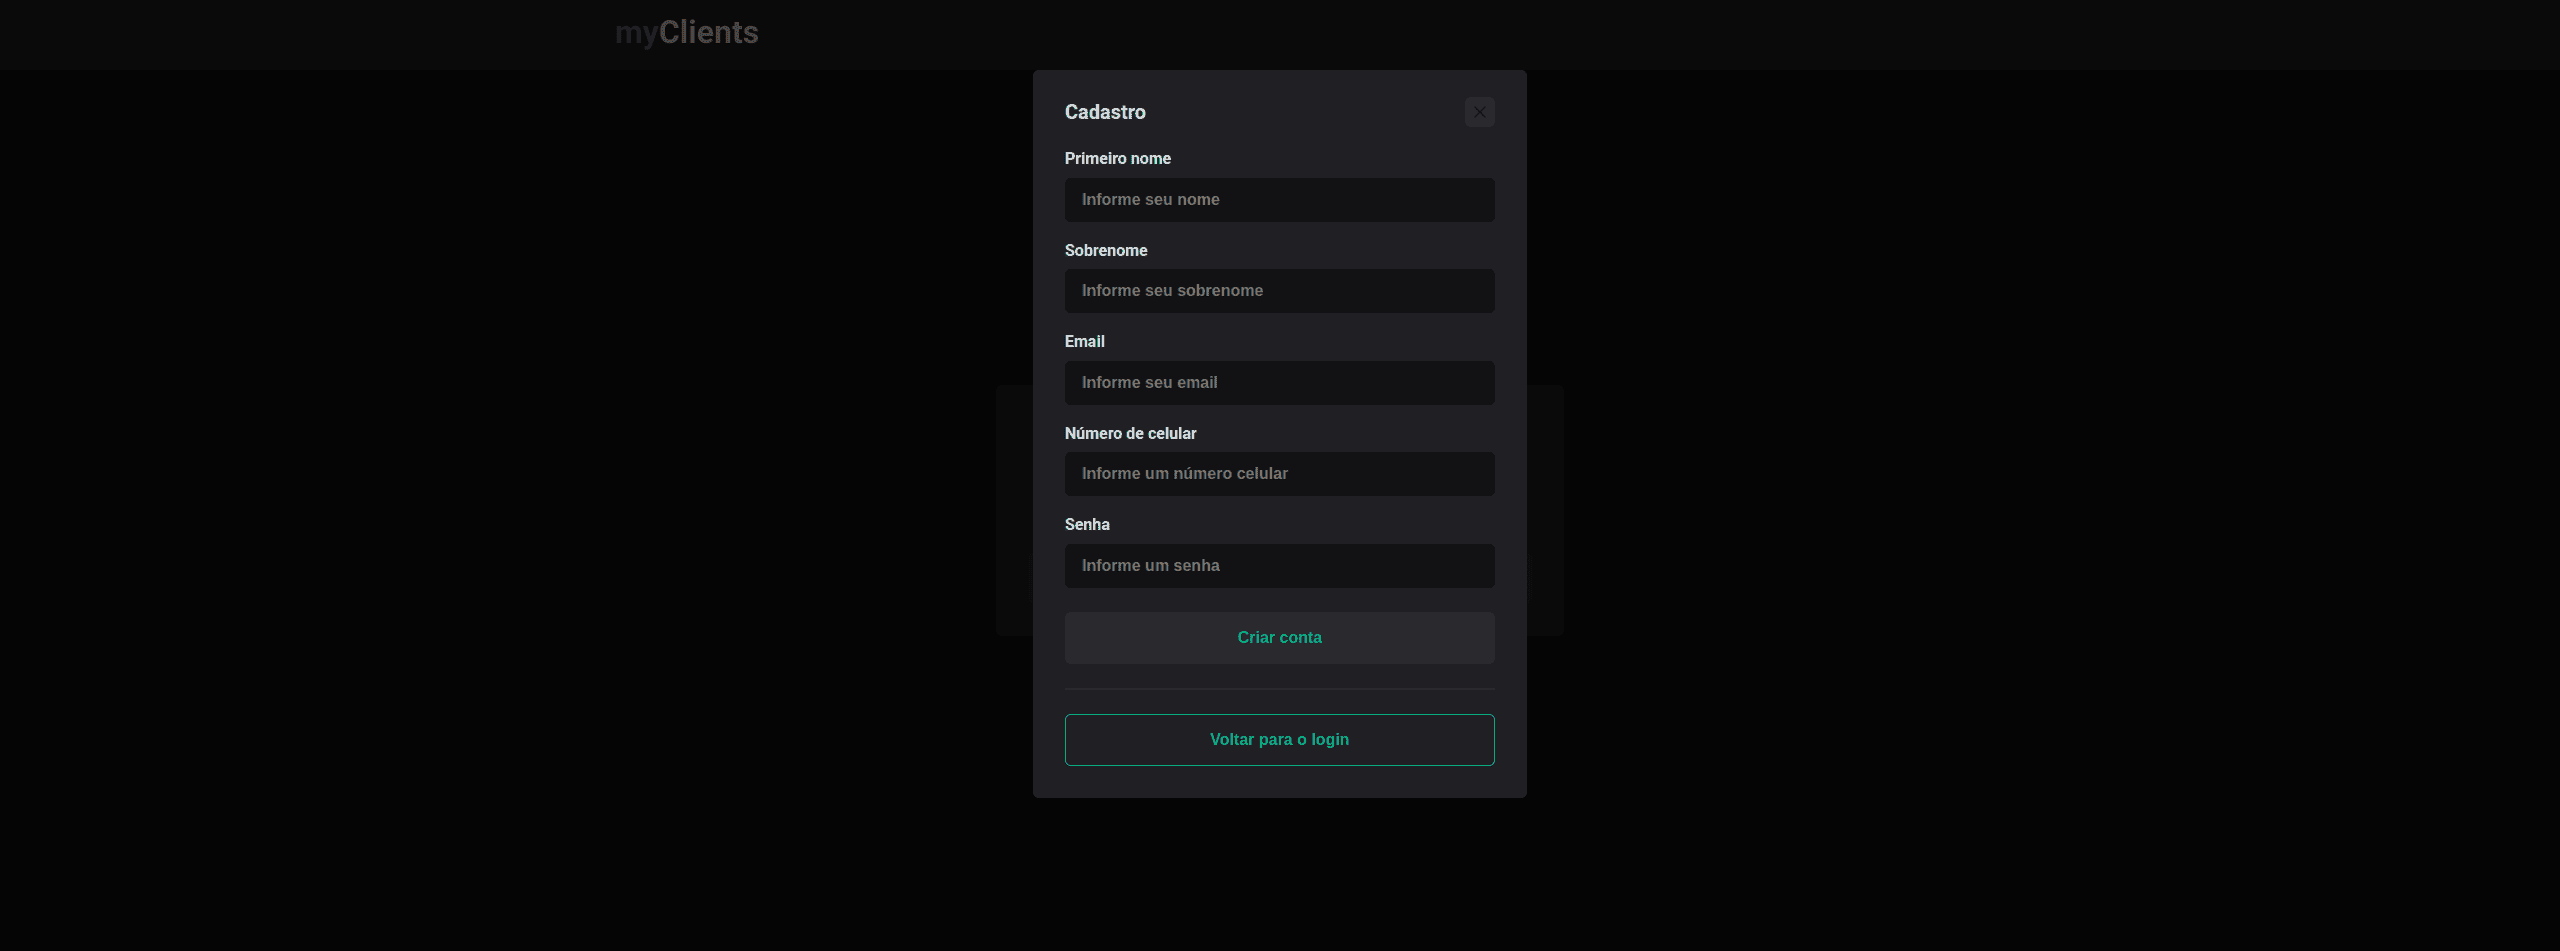 myClients
Cadastro
Primeiro nome
Informe seu nome
Sobrenome
Informe seu sobrenome
Email
Informe seu email
Número de celular
Informe um número celular
Senha
Informe um senha
Criar conta
Voltar para o login